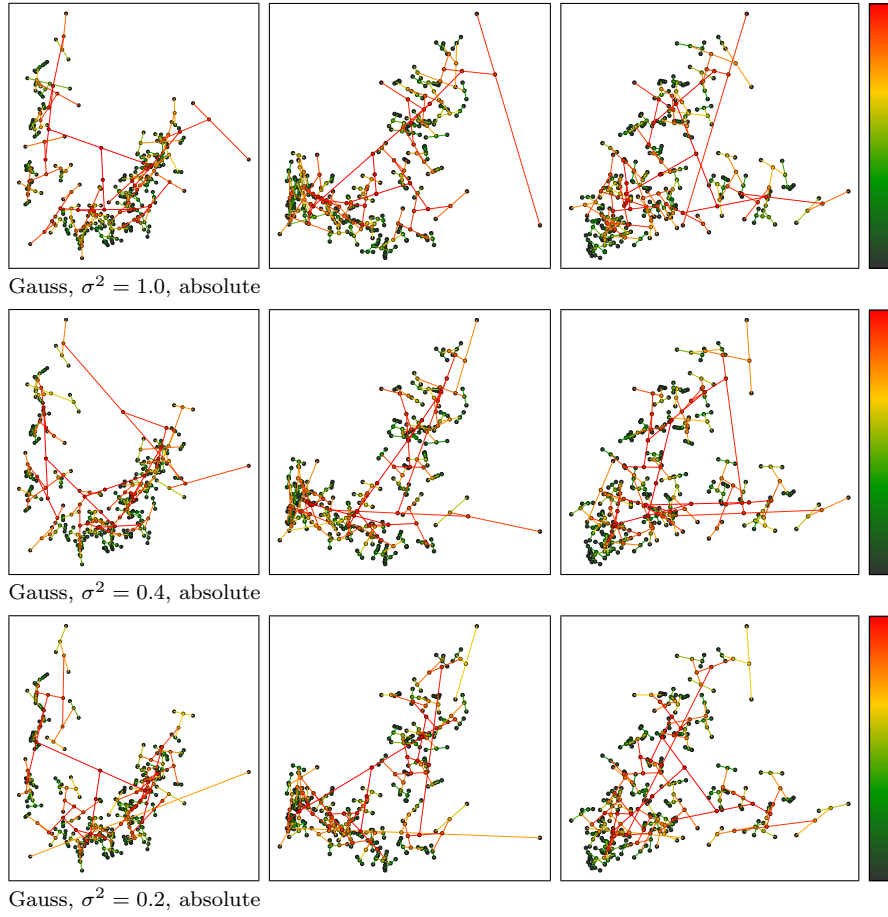 Gauss, σ² = 1.0, absolute
Gauss, σ² = 0.4, absolute
Gauss, σ² = 0.2, absolute